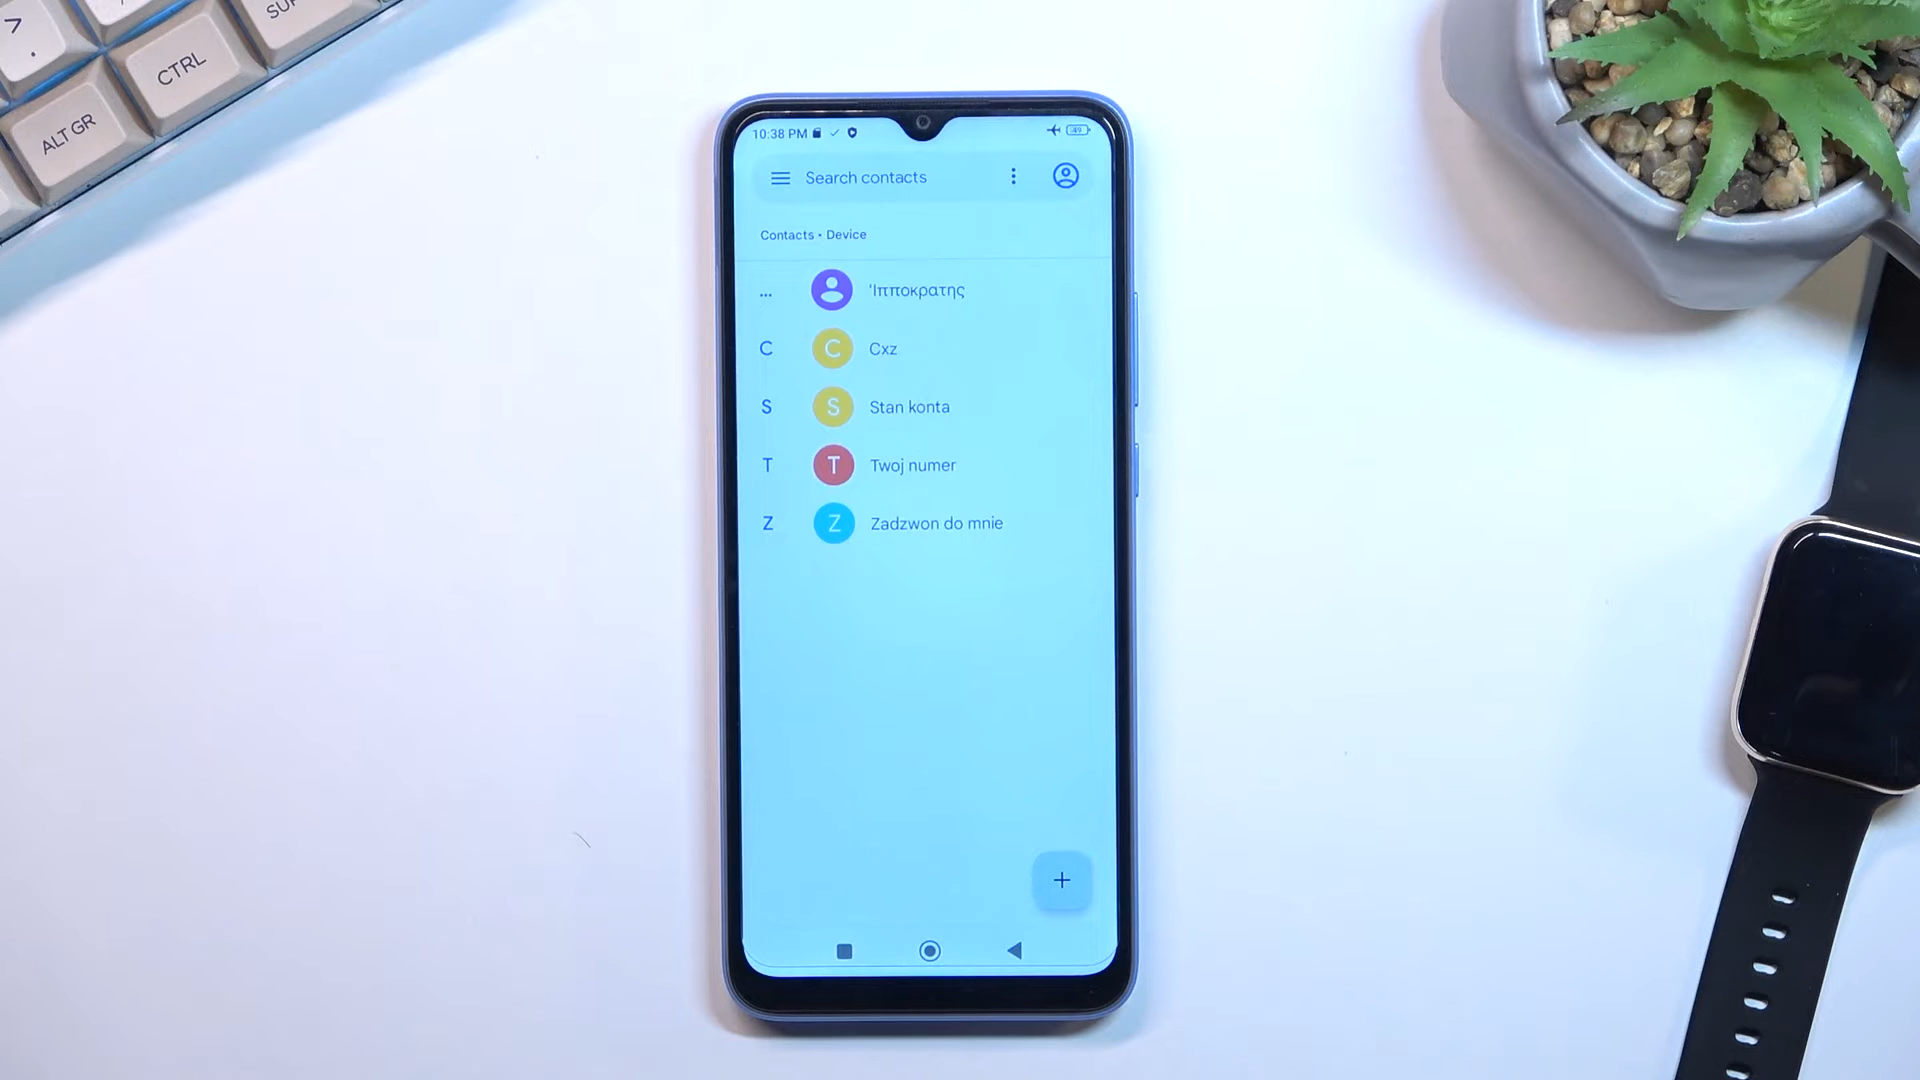 >
.
CTRL
ALT GR
10:38 PM
49
Search contacts
Contacts • Device
...
Ἱπποκρατης
C
C
Cxz
S
S
Stan konta
T
T
Twoj numer
Z
Z
Zadzwon do mnie
+